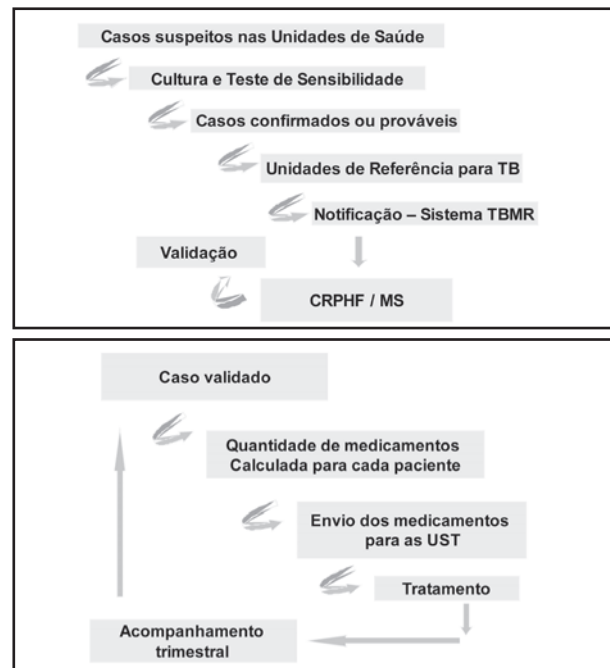 Casos suspeitos nas Unidades de Saúde
Cultura e Teste de Sensibilidade
Casos confirmados ou prováveis
Unidades de Referência para TB
Notificação – Sistema TBMR
Validação
CRPHF / MS
Caso validado
Quantidade de medicamentos
Calculada para cada paciente
Envio dos medicamentos
para as UST
Tratamento
Acompanhamento
trimestral